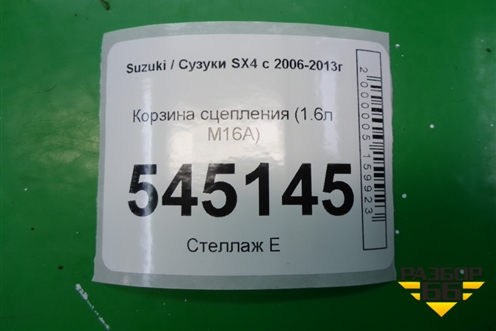 Suzuki / Сузуки SX4 с 2006-2013г
Корзина сцепления (1.6л
M16A)
545145
Стеллаж Е
2000005159923
РАЗБОР
66